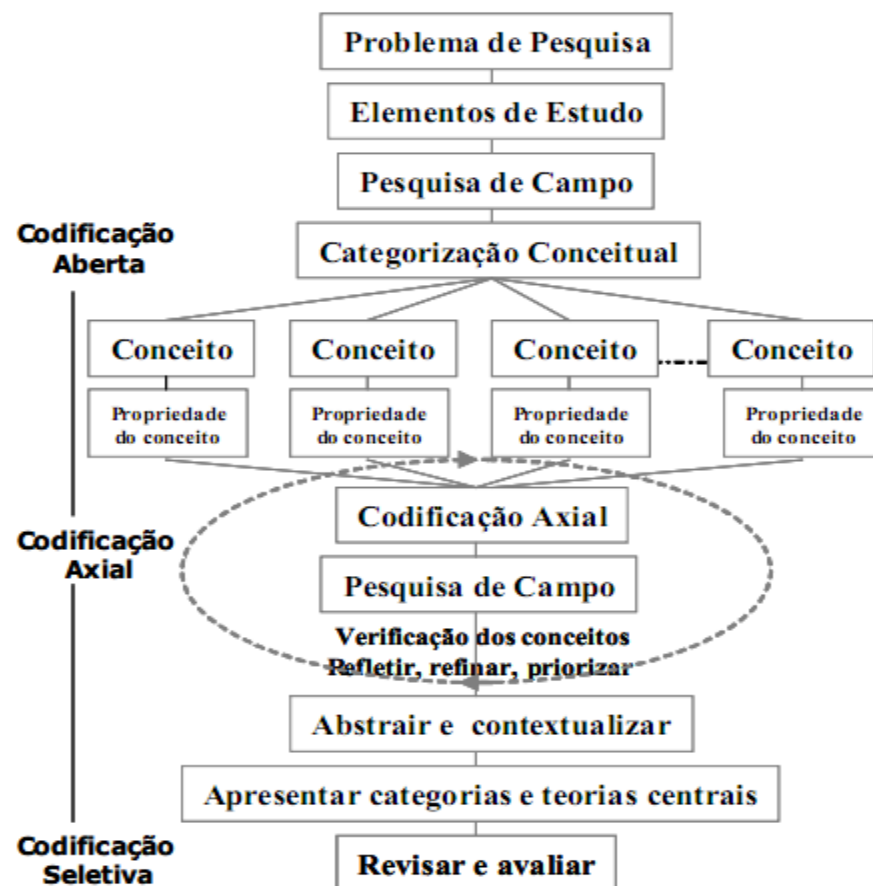 Problema de Pesquisa
Elementos de Estudo
Pesquisa de Campo
Codificação
Aberta
Categorização Conceitual
Conceito
Conceito
Conceito
Conceito
Propriedade
do conceito
Propriedade
do conceito
Propriedade
do conceito
Propriedade
do conceito
Codificação
Axial
Codificação Axial
Pesquisa de Campo
Verificação dos conceitos
Refletir, refinar, priorizar
Abstrair e contextualizar
Apresentar categorias e teorias centrais
Codificação
Seletiva
Revisar e avaliar